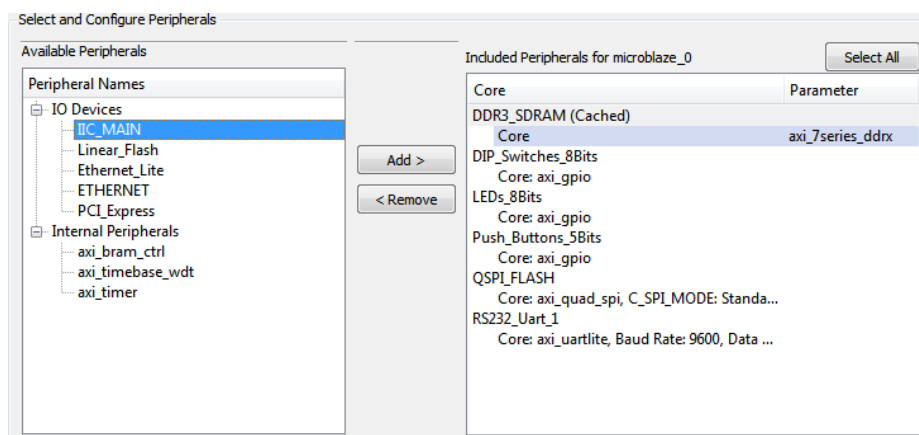 Select and Configure Peripherals
Available Peripherals
Peripheral Names
IO Devices
IIC_MAIN
Linear_Flash
Ethernet_Lite
ETHERNET
PCI_Express
Internal Peripherals
axi_bram_ctrl
axi_timebase_wdt
axi_timer
Add >
< Remove
Included Peripherals for microblaze_0
Select All
Core Parameter
DDR3_SDRAM (Cached)
Core axi_7series_ddrx
DIP_Switches_8Bits
Core: axi_gpio
LEDs_8Bits
Core: axi_gpio
Push_Buttons_5Bits
Core: axi_gpio
QSPI_FLASH
Core: axi_quad_spi, C_SPI_MODE: Standa...
RS232_Uart_1
Core: axi_uartlite, Baud Rate: 9600, Data ...